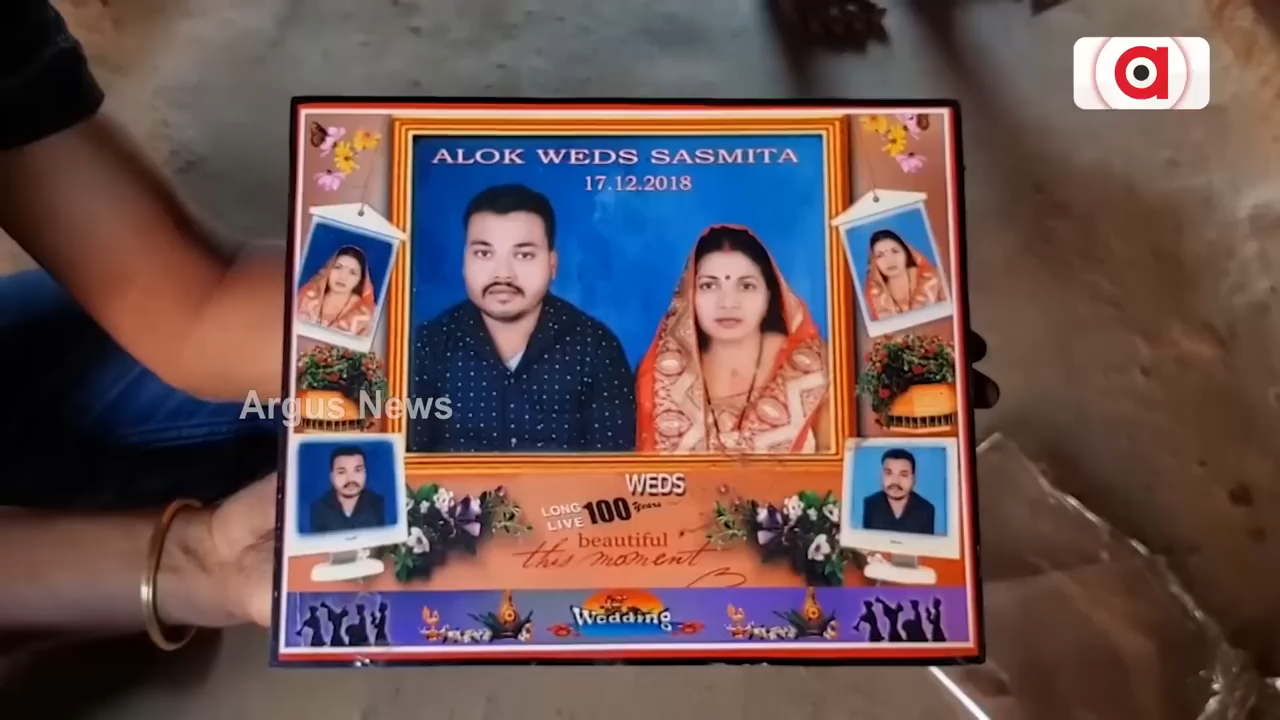 a
ALOK WEDS SASMITA
17.12.2018
Argus News
WEDS
LONG LIVE 100 Years
beautiful
this moment
Wedding